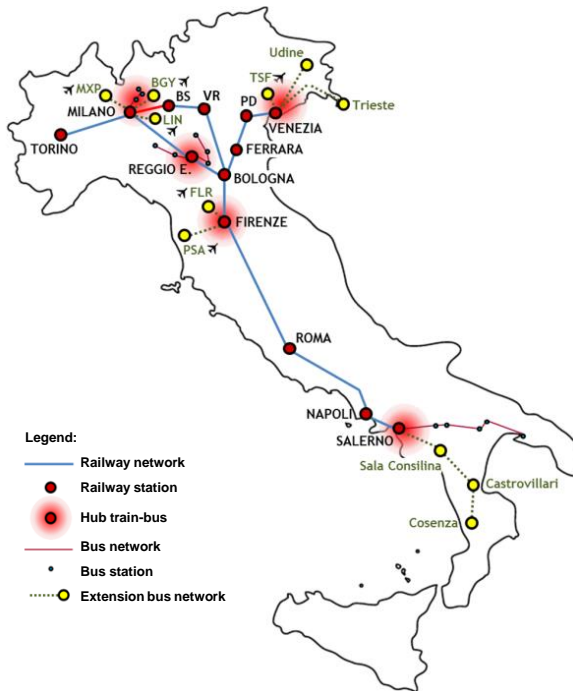 Udine
BGY
TSF
MXP
BS
VR
PD
Trieste
MILANO
LIN
VENEZIA
TORINO
FERRARA
REGGIO E.
BOLOGNA
FLR
FIRENZE
PSA
ROMA
NAPOLI
SALERNO
Sala Consilina
Castrovillari
Cosenza
Legend:
Railway network
Railway station
Hub train-bus
Bus network
Bus station
Extension bus network